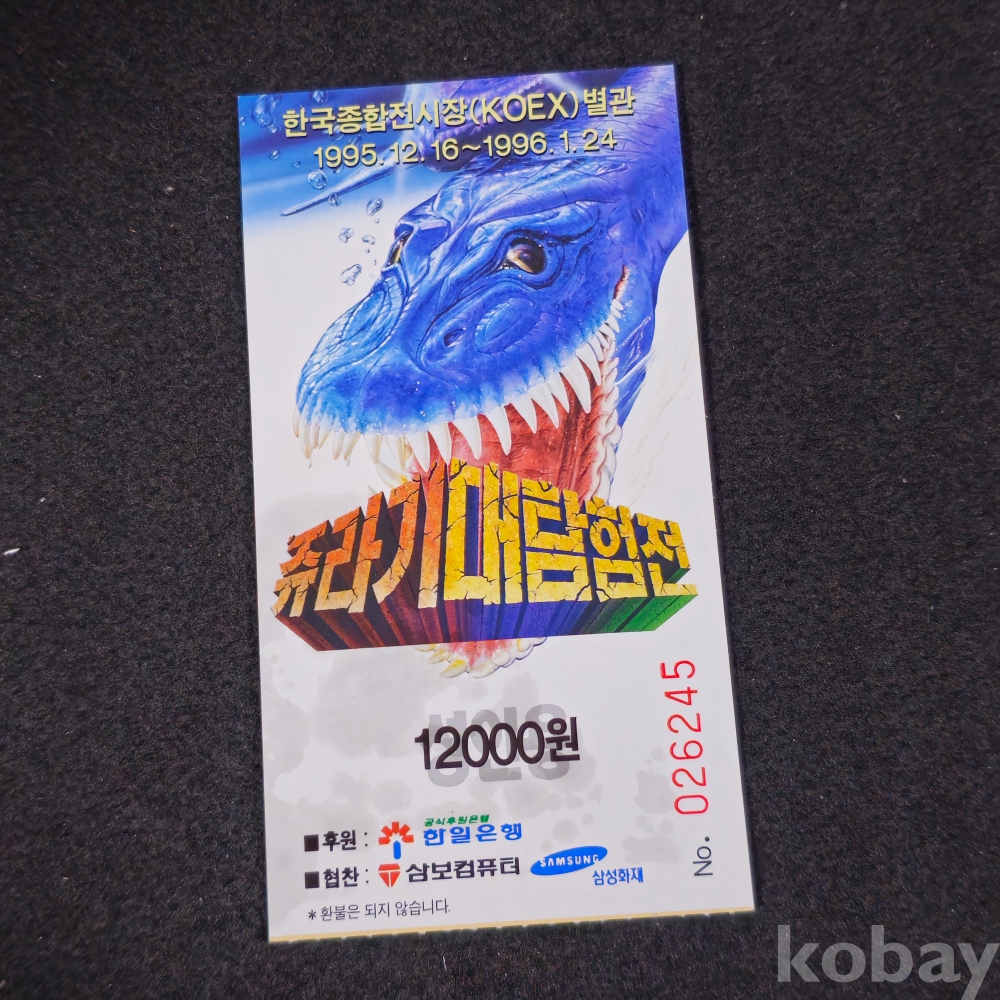 한국종합전시장(KOEX)별관
1995.12.16~1996.1.24
쥬라기대탐험전
성인용
12000원
No. 026245
■후원 : 공식후원은행 한일은행
■협찬 : 삼보컴퓨터 SAMSUNG 삼성화재
*환불은 되지 않습니다.
kobay